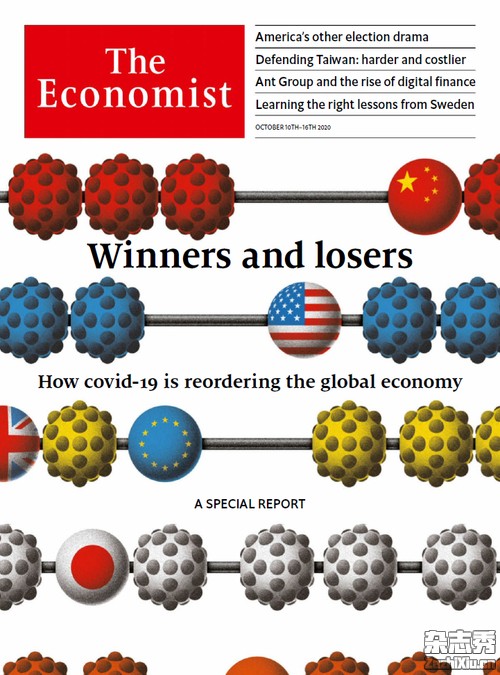 The
Economist
America's other election drama
Defending Taiwan: harder and costlier
Ant Group and the rise of digital finance
Learning the right lessons from Sweden
OCTOBER 10TH–16TH 2020
Winners and losers
How covid-19 is reordering the global economy
A SPECIAL REPORT
杂志秀
ZazhiXiu.cn